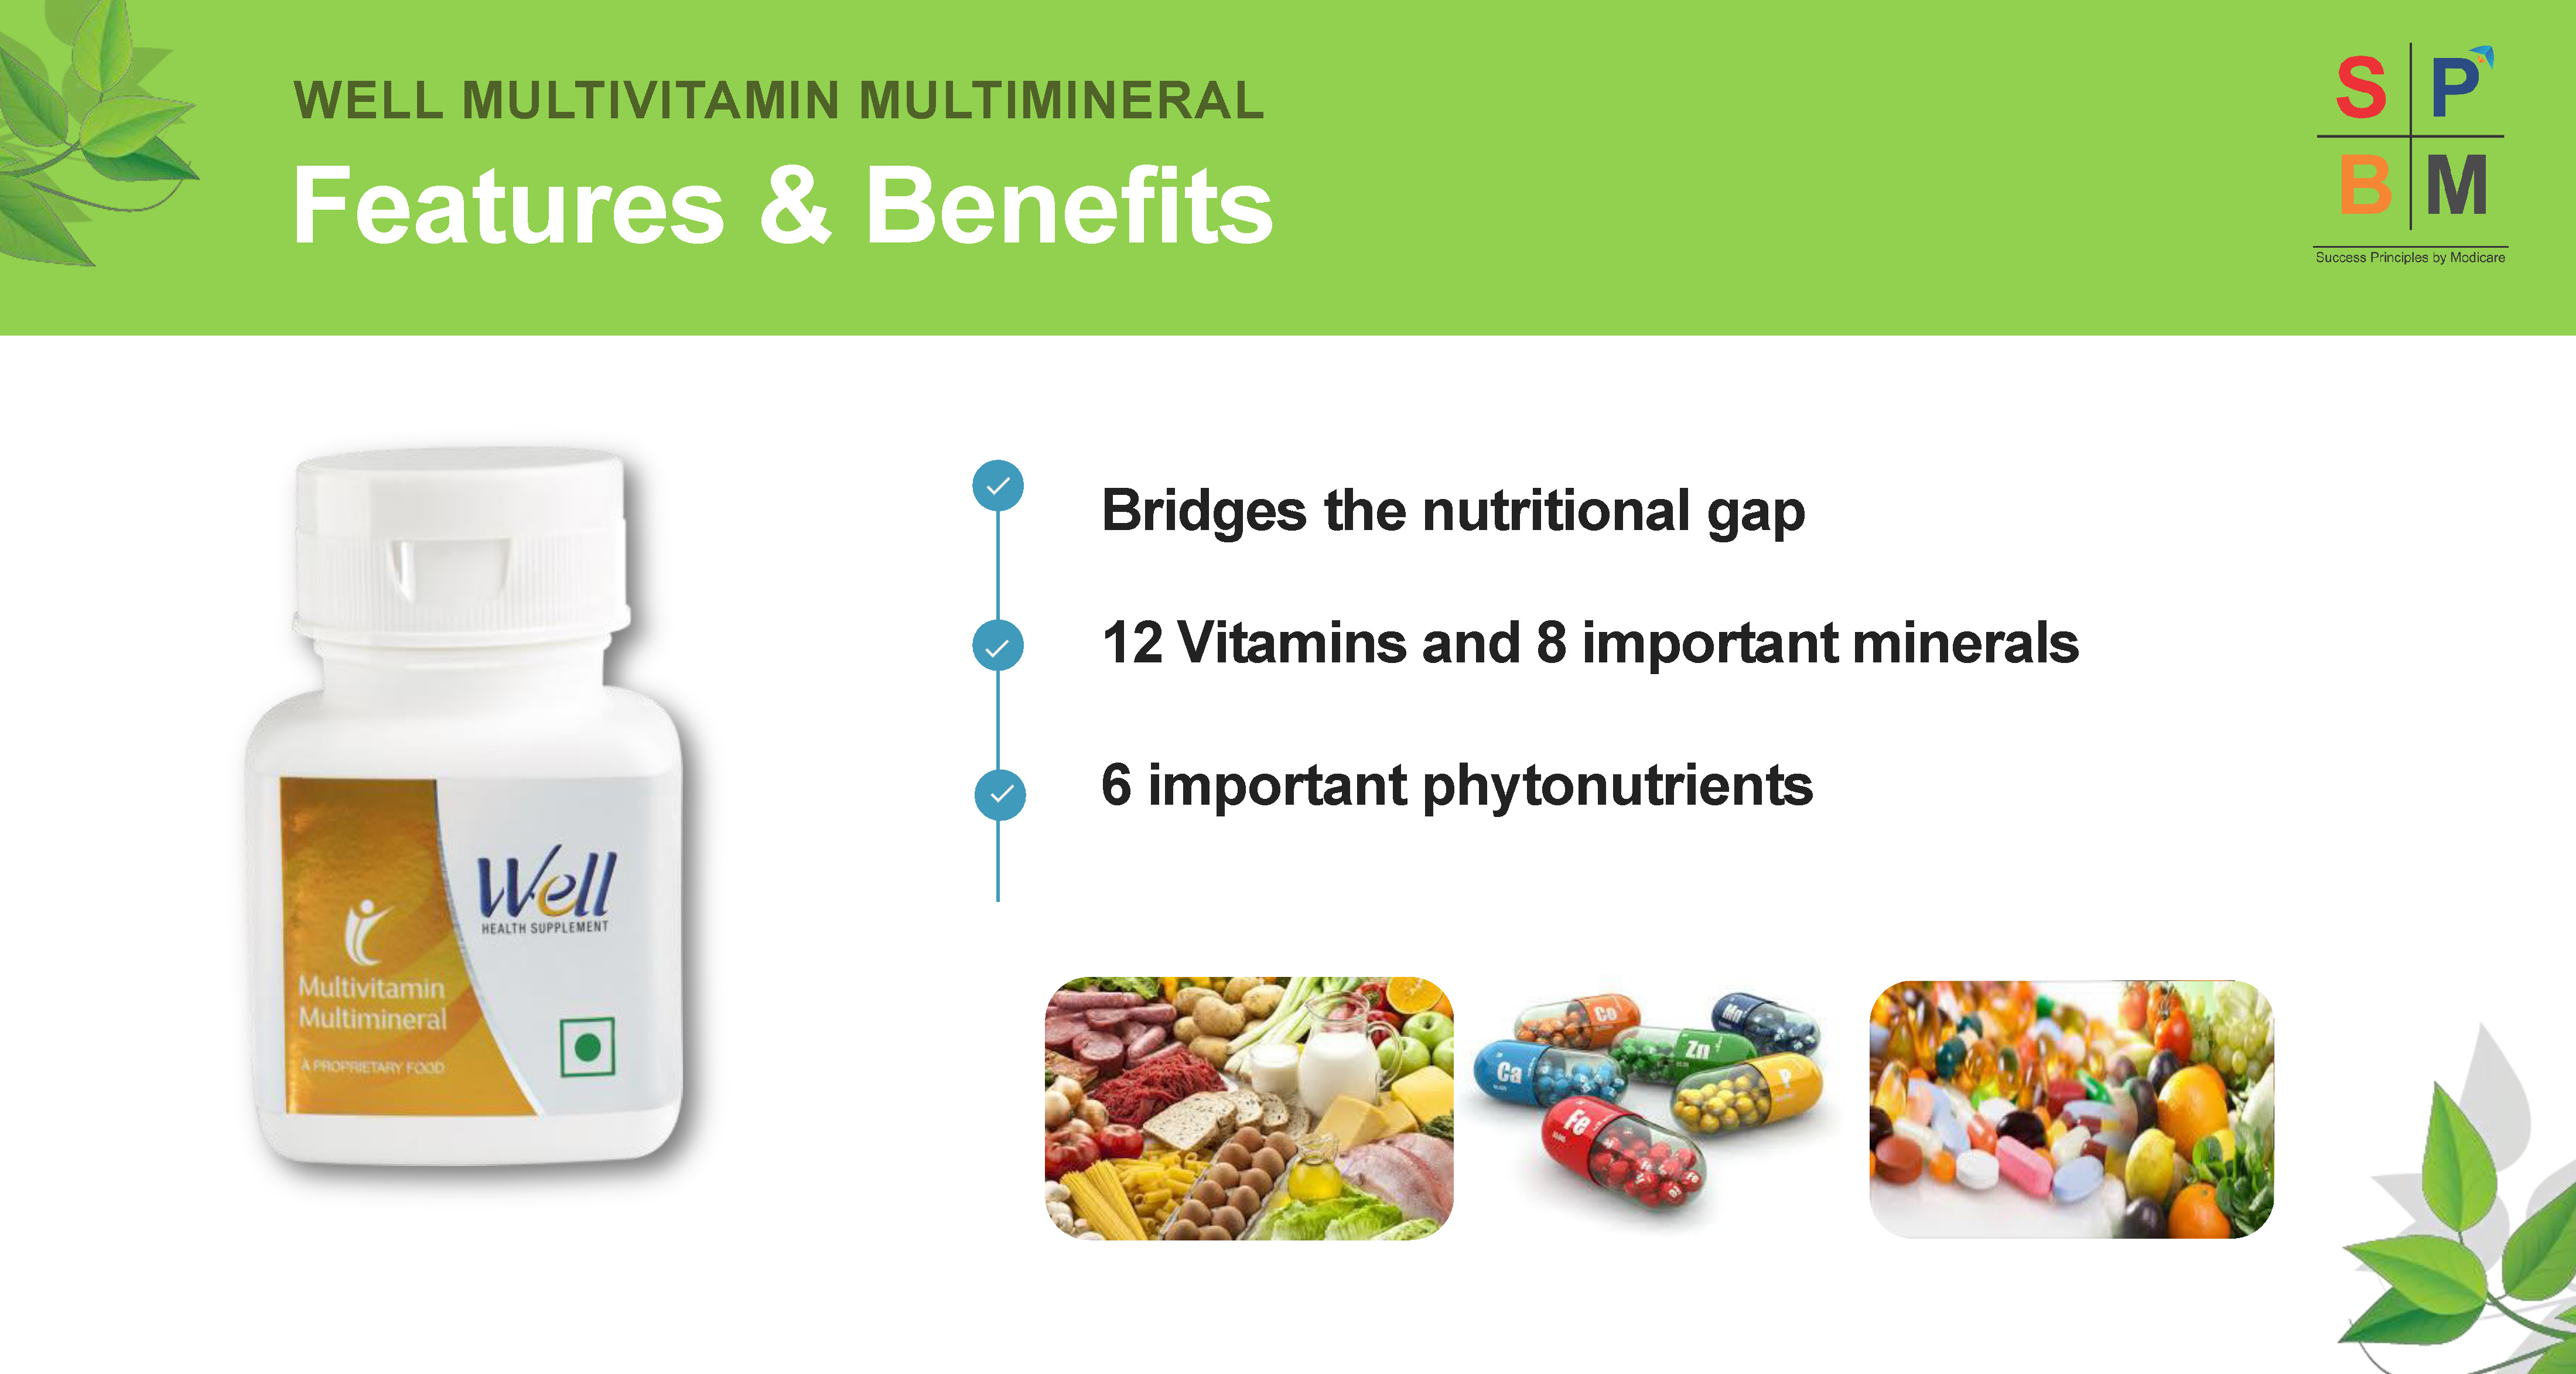 WELL MULTIVITAMIN MULTIMINERAL
Features & Benefits
S P
B M
Success Principles by Modicare
Bridges the nutritional gap
12 Vitamins and 8 important minerals
6 important phytonutrients
Well
HEALTH SUPPLEMENT
Multivitamin
Multimineral
A PROPRIETARY FOOD
Co
Mn
Zn
Ca
P
Fe